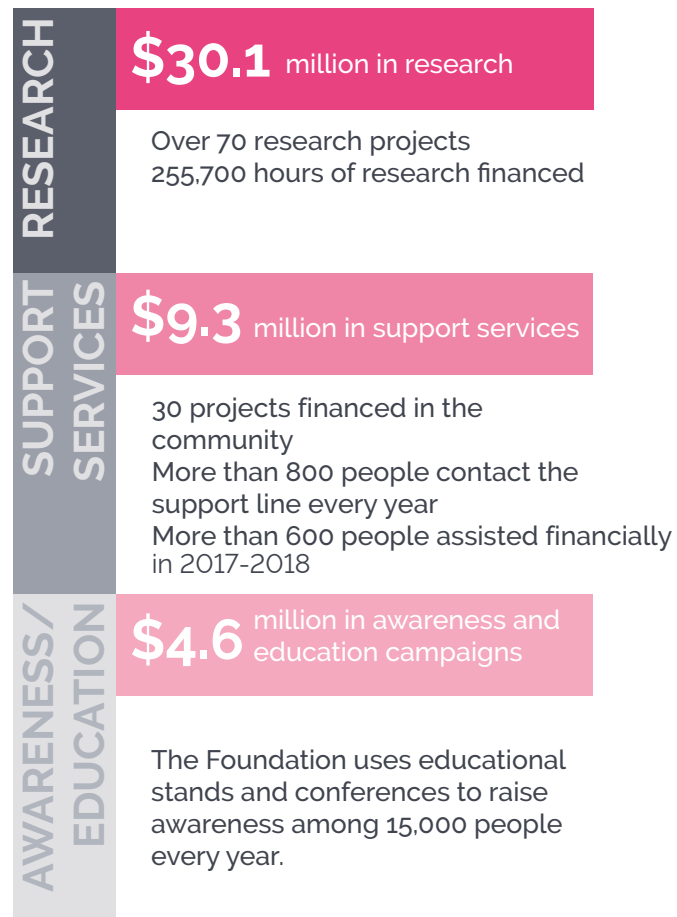 RESEARCH
$30.1 million in research
Over 70 research projects
255,700 hours of research financed
SUPPORT
SERVICES
$9.3 million in support services
30 projects financed in the
community
More than 800 people contact the
support line every year
More than 600 people assisted financially
in 2017-2018
AWARENESS/
EDUCATION
$4.6 million in awareness and
education campaigns
The Foundation uses educational
stands and conferences to raise
awareness among 15,000 people
every year.